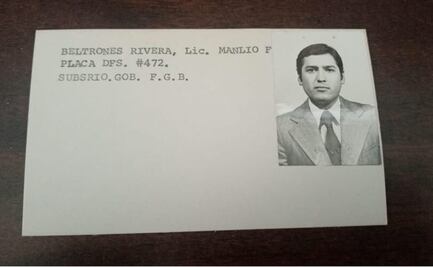 BELTRONES RIVERA, Lic. MANLIO F
PLACA DFS. #472.
SUBSRIO.GOB. F.G.B.